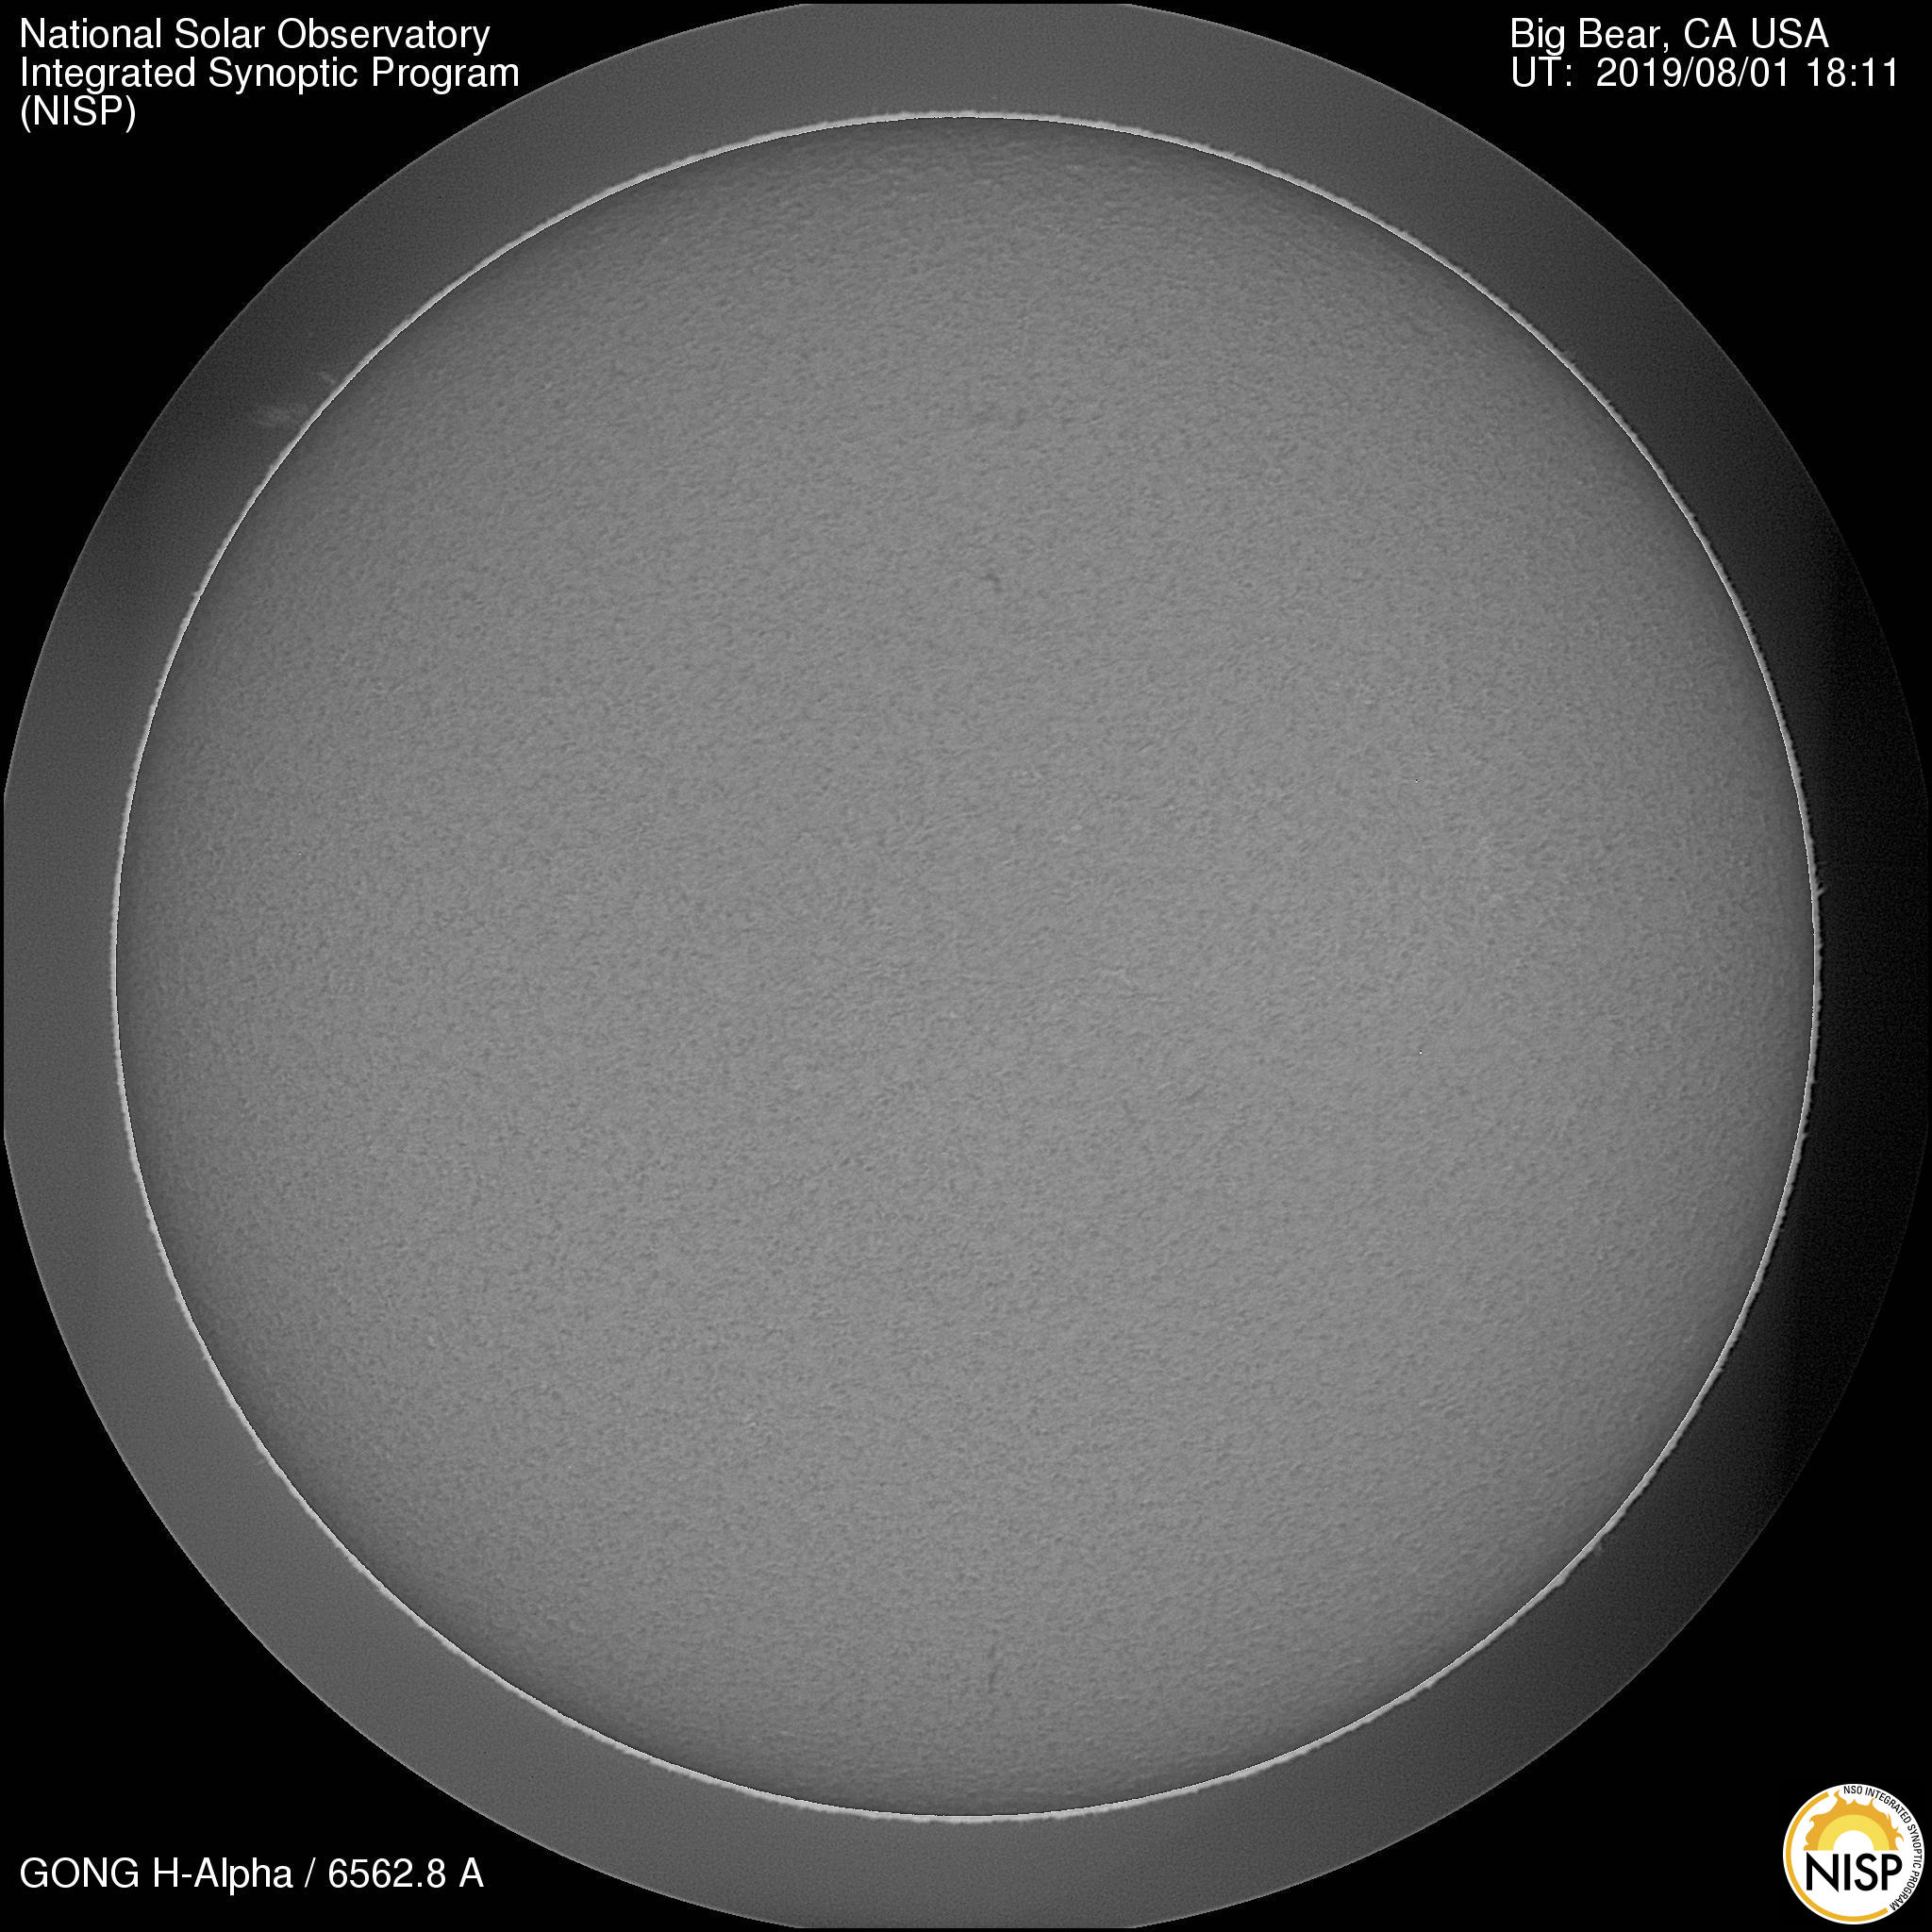 National Solar Observatory
Integrated Synoptic Program
(NISP)
Big Bear, CA USA
UT: 2019/08/01 18:11
GONG H-Alpha / 6562.8 A
NSO INTEGRATED SYNOPTIC PROGRAM
NISP